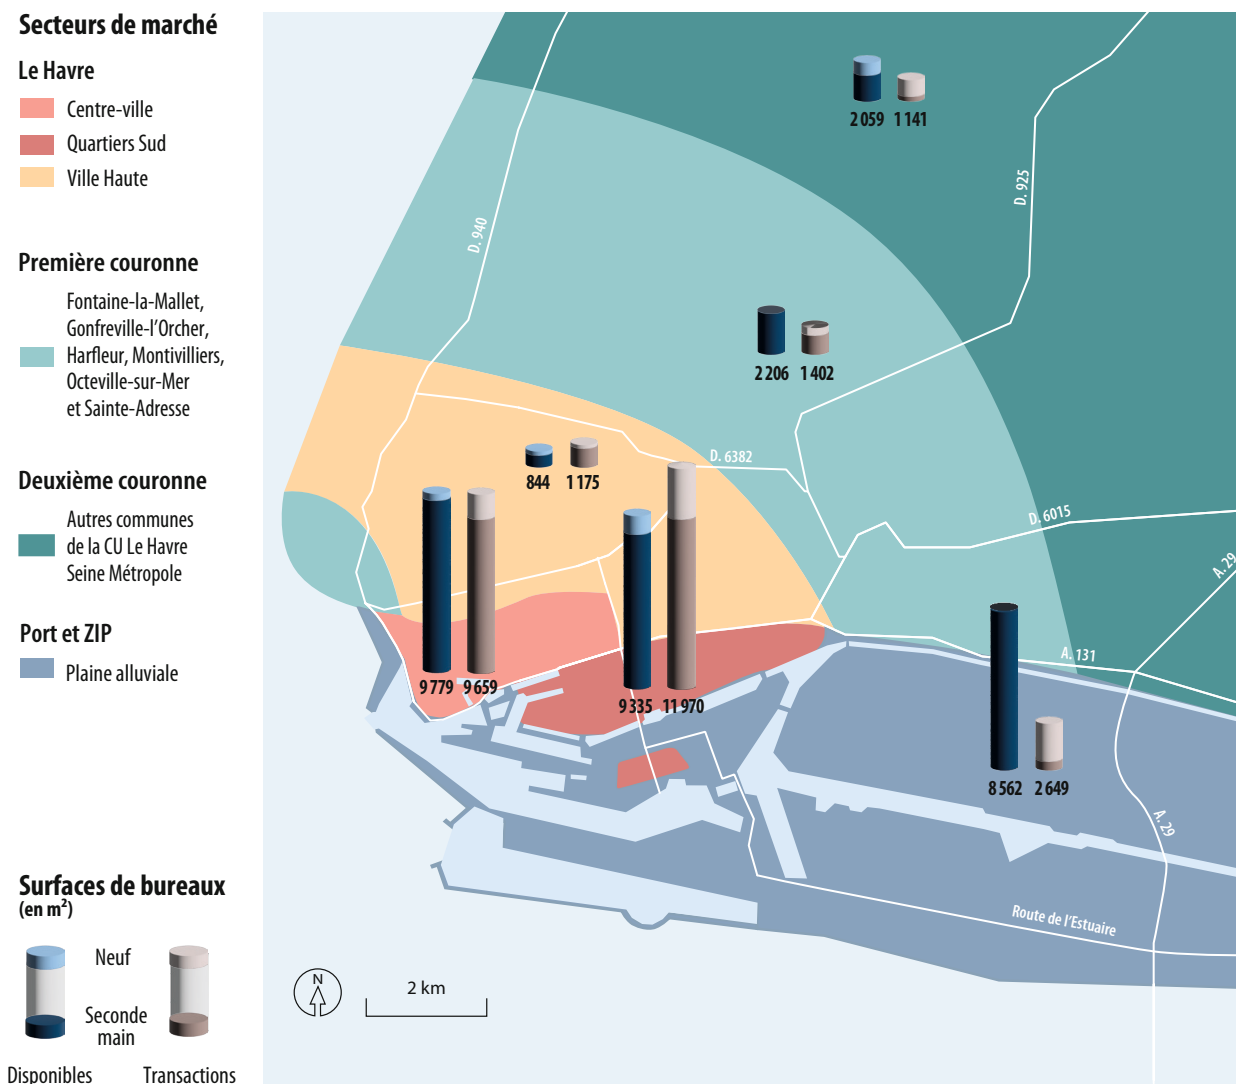 Secteurs de marché
Le Havre
Centre-ville
Quartiers Sud
Ville Haute
Première couronne
Fontaine-la-Mallet,
Gonfreville-l'Orcher,
Harfleur, Montivilliers,
Octeville-sur-Mer
et Sainte-Adresse
Deuxième couronne
Autres communes
de la CU Le Havre
Seine Métropole
Port et ZIP
Plaine alluviale
Surfaces de bureaux
(en m²)
Neuf
Seconde
main
Disponibles Transactions
2 059 1 141
D. 925
D. 940
2 206 1 402
D. 6382
844 1 175
D. 6015
A. 29
9 779 9 659
9 335 11 970
A. 131
8 562 2 649
A. 29
Route de l'Estuaire
N
2 km